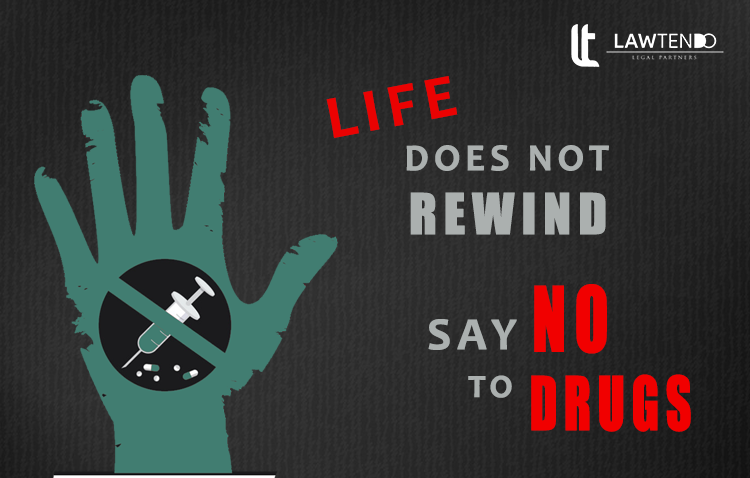 LAWTENDO
LEGAL PARTNERS
LIFE
DOES NOT
REWIND
SAY NO
TO DRUGS